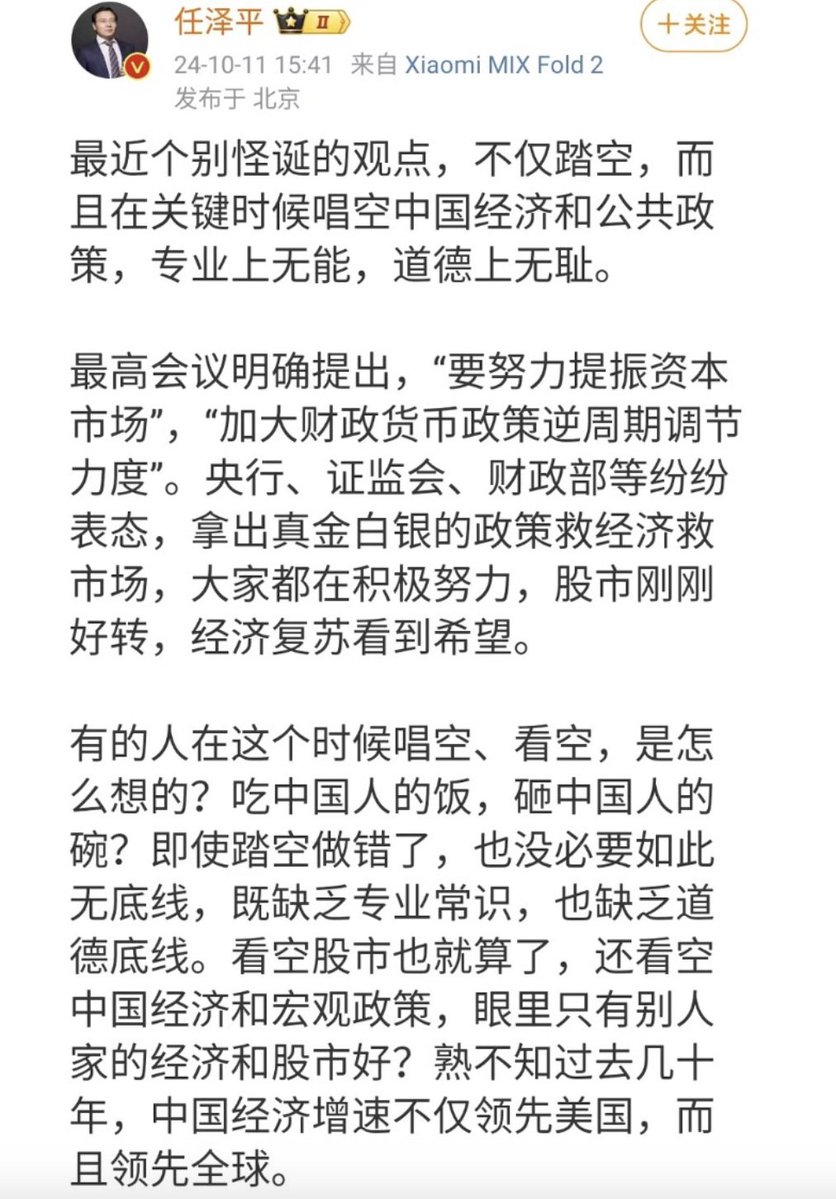 任泽平 II
+关注
24-10-11 15:41 来自 Xiaomi MIX Fold 2
发布于 北京
最近个别怪诞的观点，不仅踏空，而
且在关键时候唱空中国经济和公共政
策，专业上无能，道德上无耻。
最高会议明确提出，“要努力提振资本
市场”，“加大财政货币政策逆周期调节
力度”。央行、证监会、财政部等纷纷
表态，拿出真金白银的政策救经济救
市场，大家都在积极努力，股市刚刚
好转，经济复苏看到希望。
有的人在这个时候唱空、看空，是怎
么想的？吃中国人的饭，砸中国人的
碗？即使踏空做错了，也没必要如此
无底线，既缺乏专业常识，也缺乏道
德底线。看空股市也就算了，还看空
中国经济和宏观政策，眼里只有别人
家的经济和股市好？熟不知过去几十
年，中国经济增速不仅领先美国，而
且领先全球。